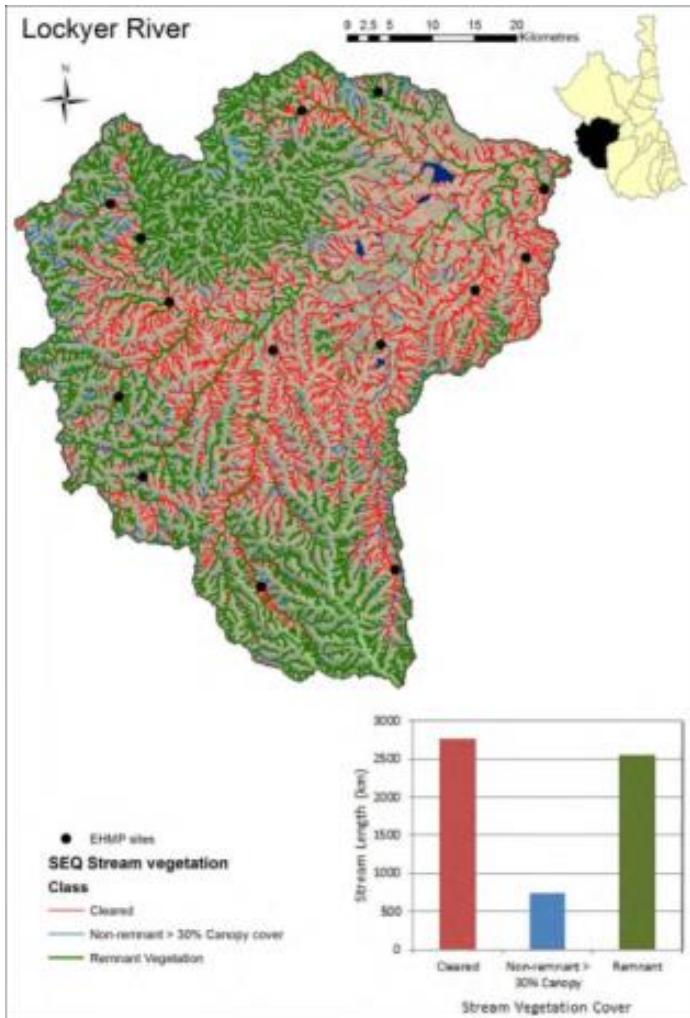 Lockyer River
0 2.5 5 10 15 20
Kilometres
N
EHMP sites
SEQ Stream vegetation
Class
Cleared
Non-remnant > 30% Canopy cover
Remnant Vegetation
Stream Length (km)
3000
2500
2000
1500
1000
500
0
Cleared
Non-remnant >
30% Canopy
Remnant
Stream Vegetation Cover